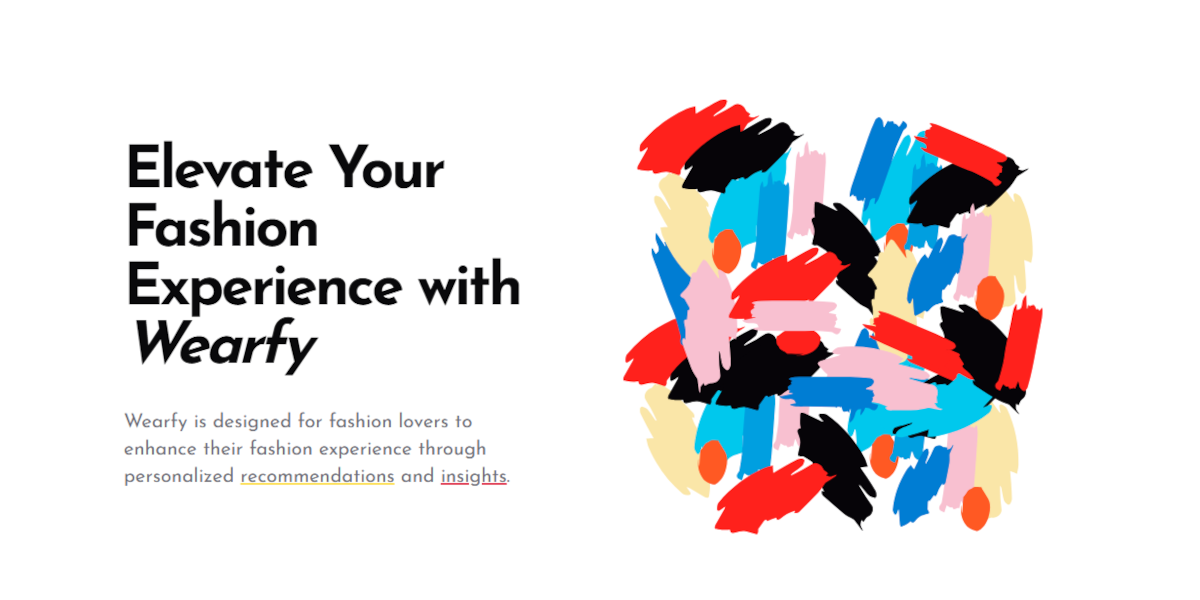 Elevate Your
Fashion
Experience with
Wearfy
Wearfy is designed for fashion lovers to
enhance their fashion experience through
personalized recommendations and insights.